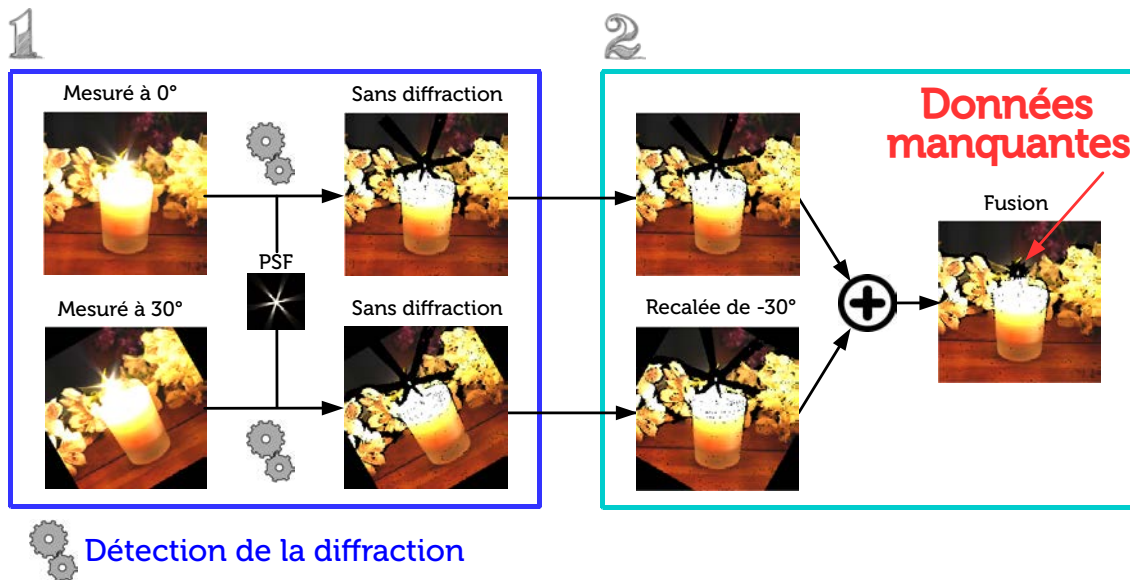 1
2
Mesuré à 0°
Sans diffraction
Données
manquantes
Fusion
PSF
Mesuré à 30°
Sans diffraction
Recalée de -30°
Détection de la diffraction